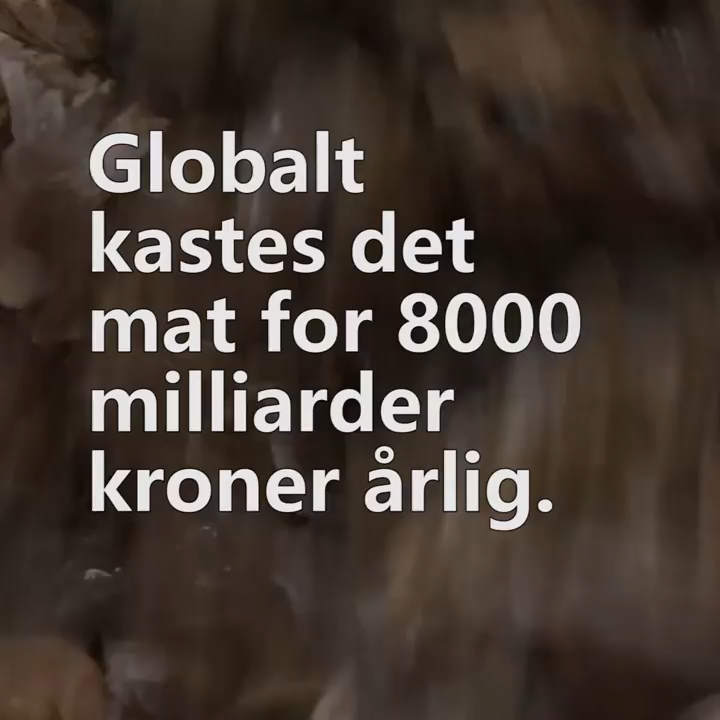 Globalt
kastes det
mat for 8000
milliarder
kroner årlig.